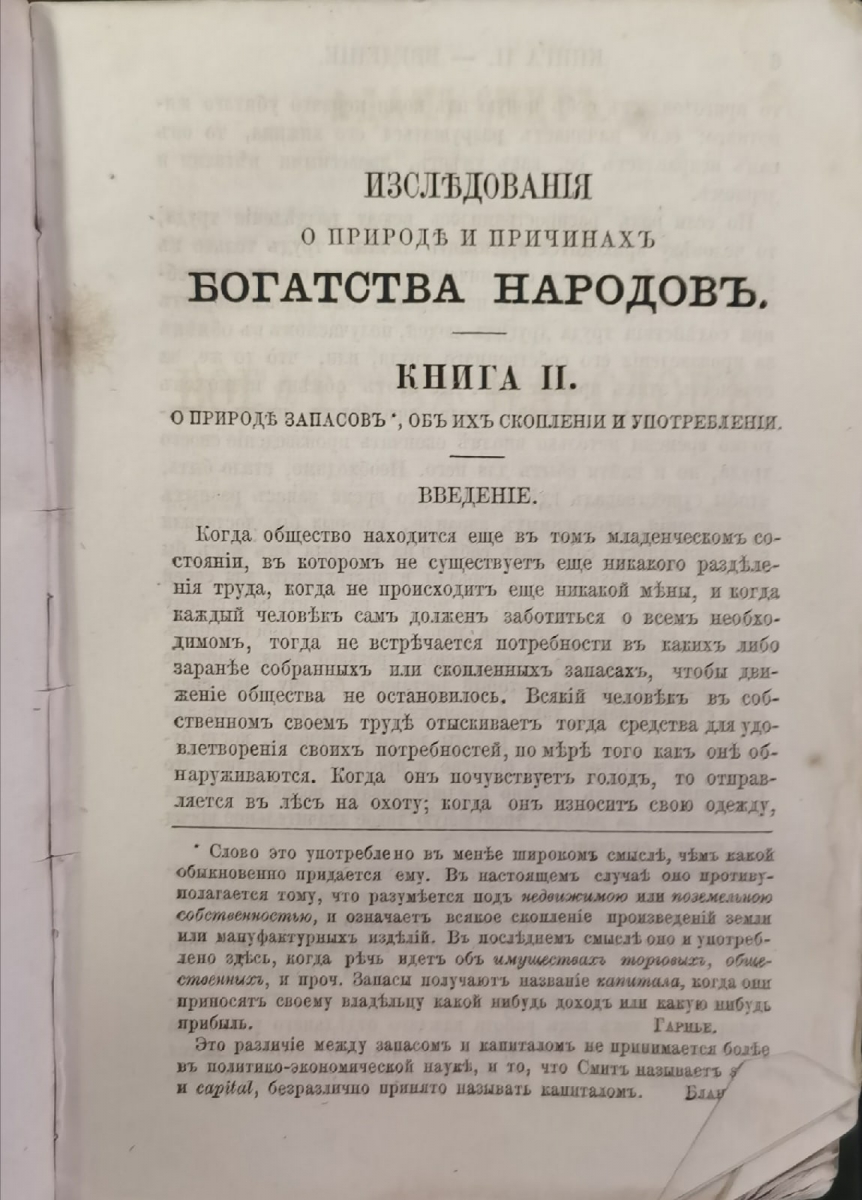 ИЗСЛѢДОВАНІЯ
О ПРИРОДѢ И ПРИЧИНАХЪ
БОГАТСТВА НАРОДОВЪ.
КНИГА II.
О ПРИРОДѢ ЗАПАСОВЪ*, ОБЪ ИХЪ СКОПЛЕНІИ И УПОТРЕБЛЕНІИ.
ВВЕДЕНІЕ.
Когда общество находится еще въ томъ младенческомъ со-
стояніи, въ которомъ не существуетъ еще никакого раздѣле-
нія труда, когда не происходитъ еще никакой мѣны, и когда
каждый человѣкъ самъ долженъ заботиться о всемъ необхо-
димомъ, тогда не встрѣчается потребности въ какихъ либо
заранѣе собранныхъ или скопленныхъ запасахъ, чтобы дви-
женіе общества не остановилось. Всякій человѣкъ въ соб-
ственномъ своемъ трудѣ отыскиваетъ тогда средства для удо-
влетворенія своихъ потребностей, по мѣрѣ того какъ онѣ об-
наруживаются. Когда онъ почувствуетъ голодъ, то отправ-
ляется въ лѣсъ на охоту; когда онъ износитъ свою одежду,
* Слово это употреблено въ менѣе широкомъ смыслѣ, чѣмъ какой
обыкновенно придается ему. Въ настоящемъ случаѣ оно противу-
полагается тому, что разумѣется подъ недвижимою или поземельною
собственностью, и означаетъ всякое скопленіе произведеній земли
или мануфактурныхъ издѣлій. Въ послѣднемъ смыслѣ оно и употреб-
лено здѣсь, когда рѣчь идетъ объ имуществахъ торговыхъ, обще-
ственныхъ, и проч. Запасы получаютъ названіе капитала, когда они
приносятъ своему владѣльцу какой нибудь доходъ или какую нибудь
прибыль. ГАРНЬЕ.
Это различіе между запасомъ и капиталомъ не принимается болѣе
въ политико-экономической наукѣ, и то, что Смитъ называетъ
и capital, безразлично принято называть капиталомъ.